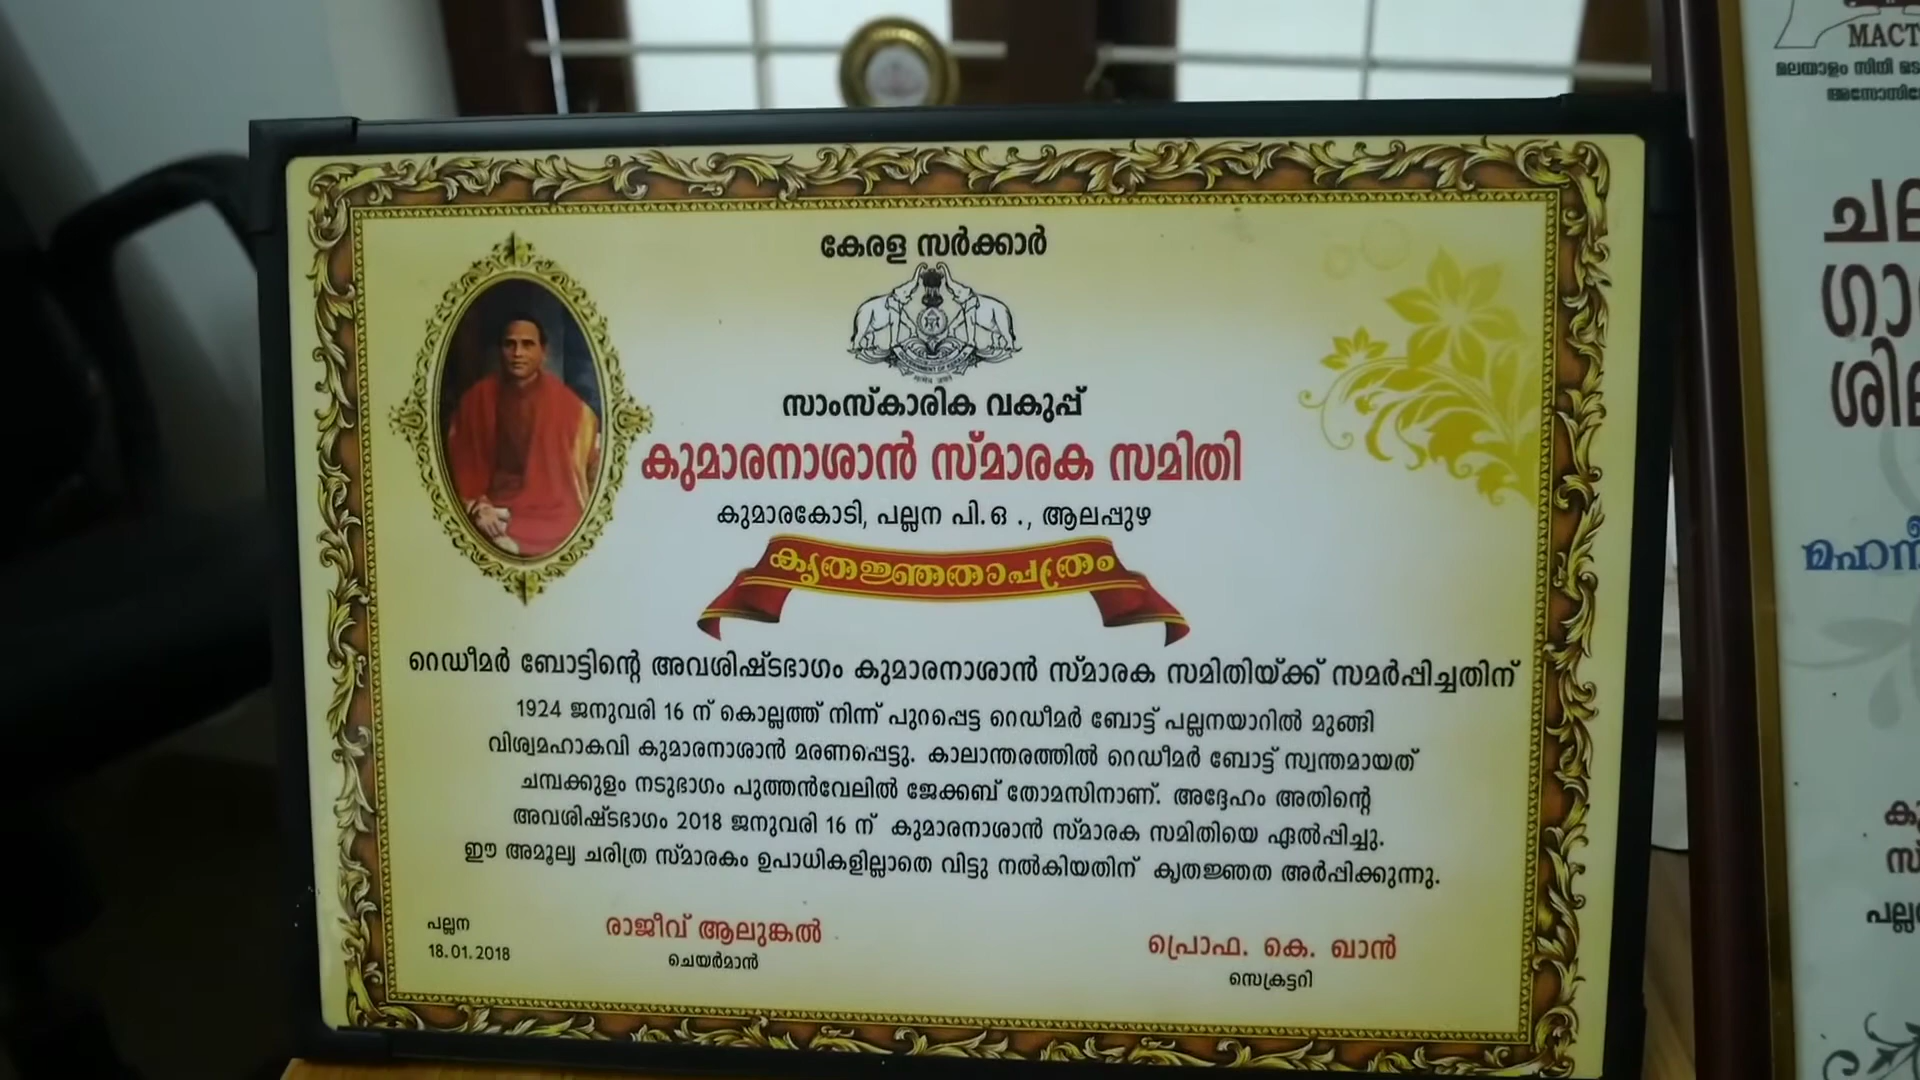 കേരള സർക്കാർ
സാംസ്കാരിക വകുപ്പ്
കുമാരനാശാൻ സ്മാരക സമിതി
കുമാരകോടി, പല്ലന പി. ഒ ., ആലപ്പുഴ
കൃതജ്ഞതാപത്രം
റെഡീമർ ബോട്ടിന്റെ അവശിഷ്ടഭാഗം കുമാരനാശാൻ സ്മാരക സമിതിയ്ക്ക് സമർപ്പിച്ചതിന്
1924 ജനുവരി 16 ന് കൊല്ലത്ത് നിന്ന് പുറപ്പെട്ട റെഡീമർ ബോട്ട് പല്ലനയാറിൽ മുങ്ങി
വിശ്വമഹാകവി കുമാരനാശാൻ മരണപ്പെട്ടു. കാലാന്തരത്തിൽ റെഡീമർ ബോട്ട് സ്വന്തമായത്
ചമ്പക്കുളം നടുഭാഗം പുത്തൻവേലിൽ ജേക്കബ് തോമസിനാണ്. അദ്ദേഹം അതിന്റെ
അവശിഷ്ടഭാഗം 2018 ജനുവരി 16 ന് കുമാരനാശാൻ സ്മാരക സമിതിയെ ഏൽപ്പിച്ചു.
ഈ അമൂല്യ ചരിത്ര സ്മാരകം ഉപാധികളില്ലാതെ വിട്ടു നൽകിയതിന് കൃതജ്ഞത അർപ്പിക്കുന്നു.
പല്ലന
18.01.2018
രാജീവ് ആലുങ്കൽ
ചെയർമാൻ
പ്രൊഫ. കെ. ഖാൻ
സെക്രട്ടറി
MACT
മലയാളം സിനി